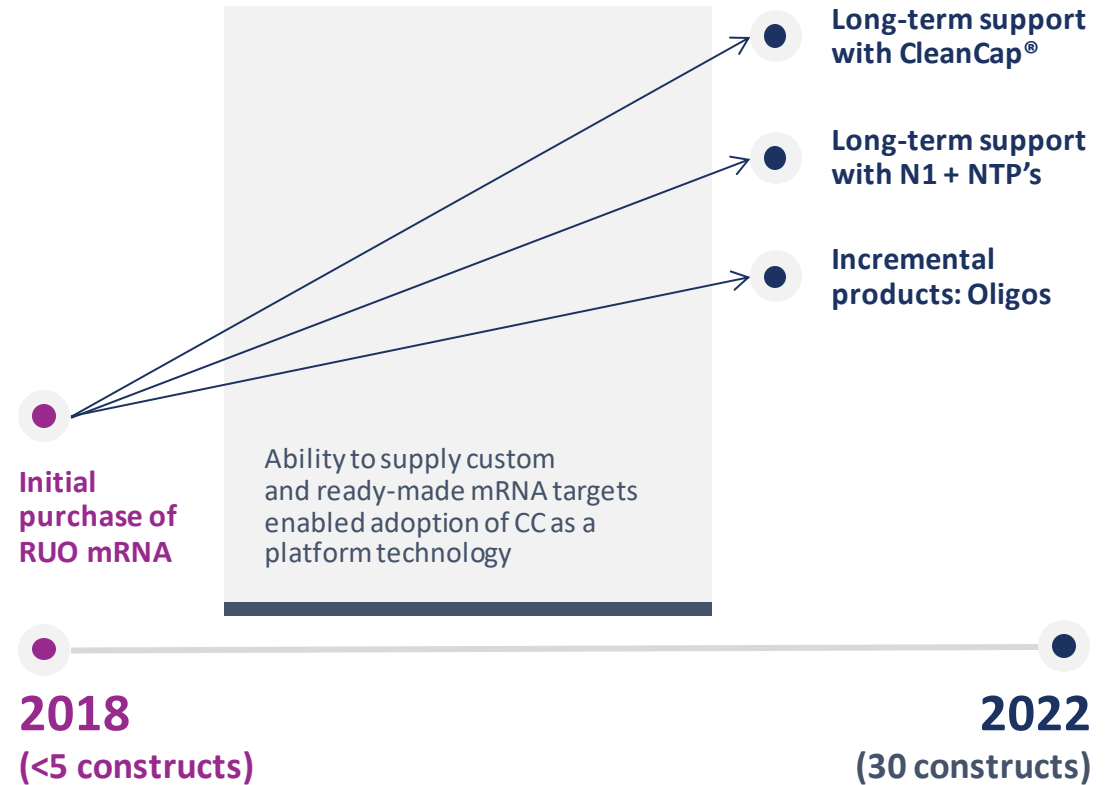 Long-term support
with CleanCap®
Long-term support
with N1 + NTP’s
Incremental
products: Oligos
Initial
purchase of
RUO mRNA
Ability to supply custom
and ready-made mRNA targets
enabled adoption of CC as a
platform technology
2018
(<5 constructs)
2022
(30 constructs)